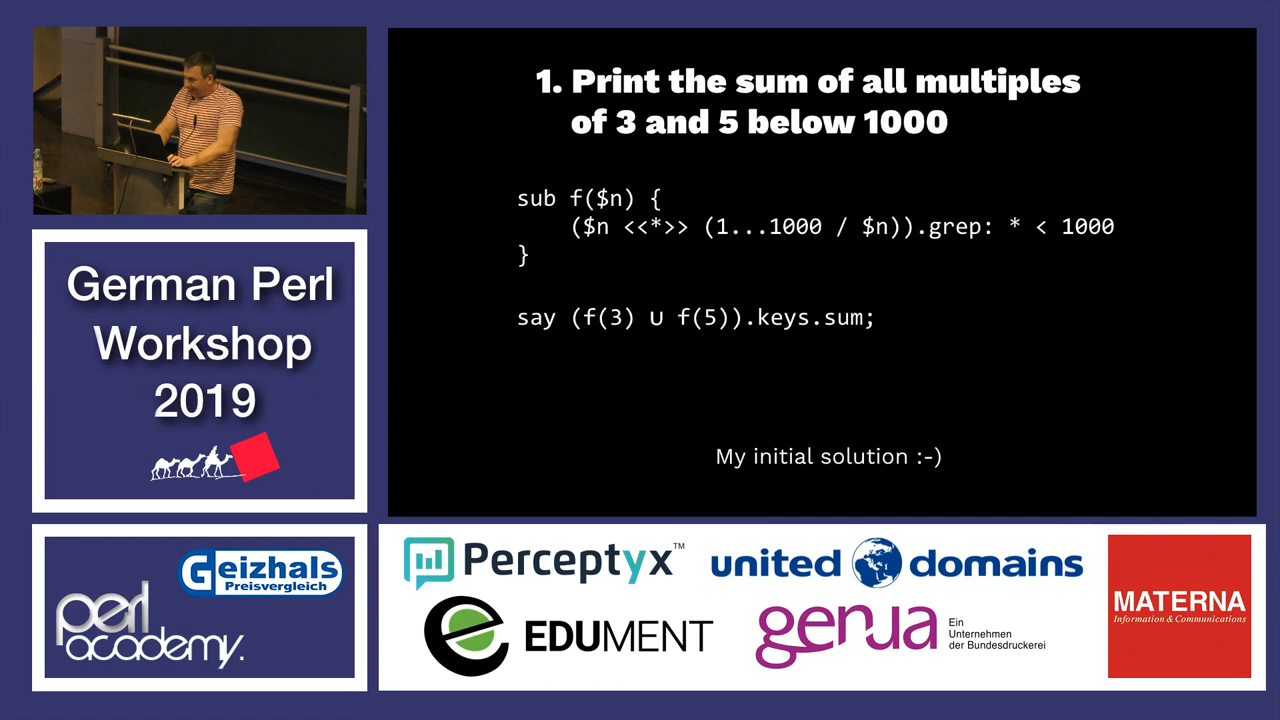 1. Print the sum of all multiples
of 3 and 5 below 1000
sub f($n) {
($n <<*>> (1...1000 / $n)).grep: * < 1000
}
say (f(3) ∪ f(5)).keys.sum;
My initial solution :-)
German Perl
Workshop
2019
Geizhals
Preisvergleich
perl
academy.
Perceptyx™
united domains
EDUMENT
genua
Ein
Unternehmen
der Bundesdruckerei
MATERNA
Information & Communications